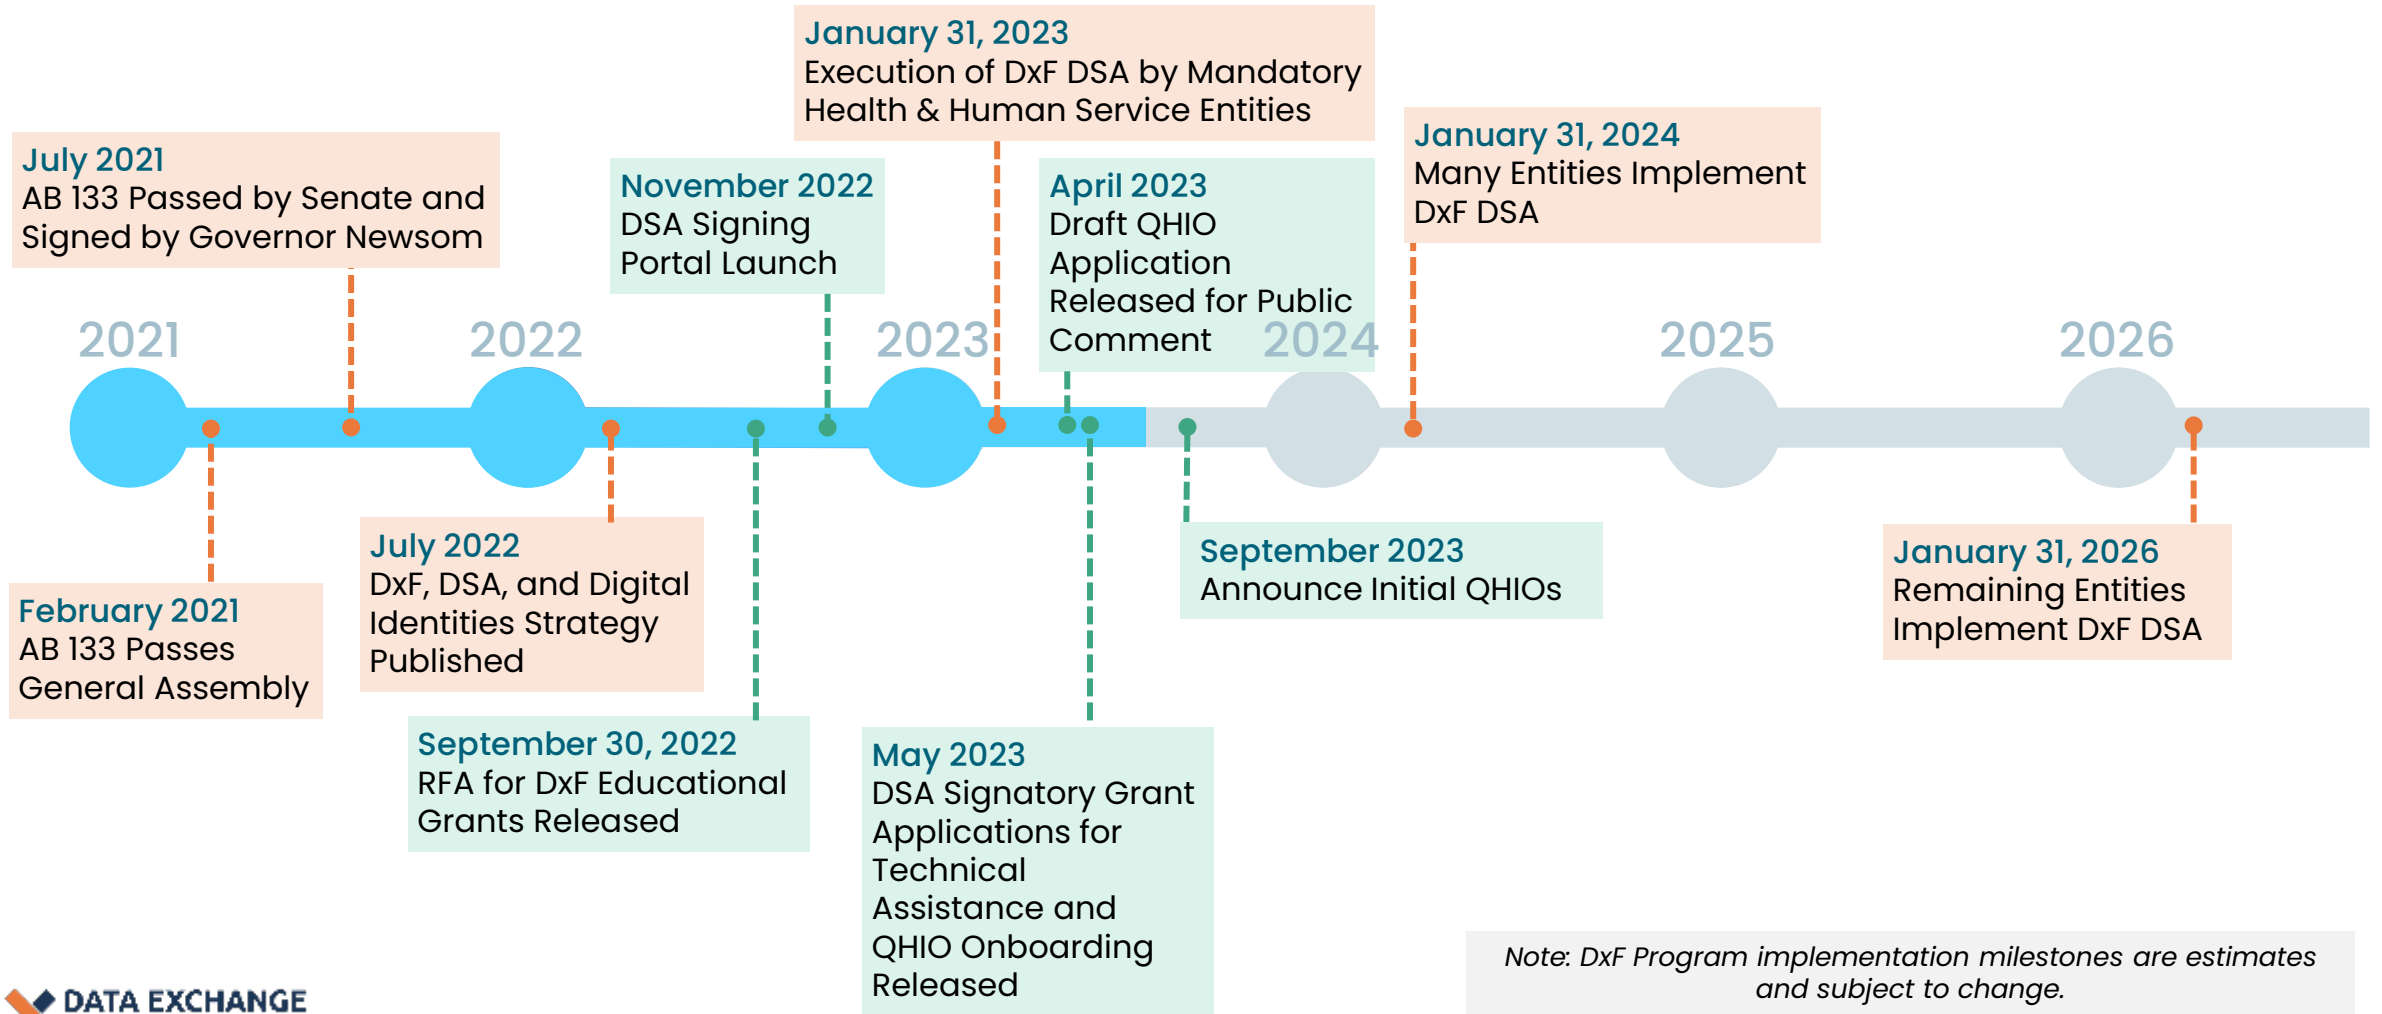 January 31, 2023
Execution of DxF DSA by Mandatory
Health & Human Service Entities
July 2021
AB 133 Passed by Senate and
Signed by Governor Newsom
November 2022
DSA Signing
Portal Launch
April 2023
Draft QHIO
Application
Released for Public
Comment
January 31, 2024
Many Entities Implement
DxF DSA
2021
2022
2023
2024
2025
2026
February 2021
AB 133 Passes
General Assembly
July 2022
DxF, DSA, and Digital
Identities Strategy
Published
September 30, 2022
RFA for DxF Educational
Grants Released
May 2023
DSA Signatory Grant
Applications for
Technical
Assistance and
QHIO Onboarding
Released
September 2023
Announce Initial QHIOs
January 31, 2026
Remaining Entities
Implement DxF DSA
Note: DxF Program implementation milestones are estimates
and subject to change.
DATA EXCHANGE